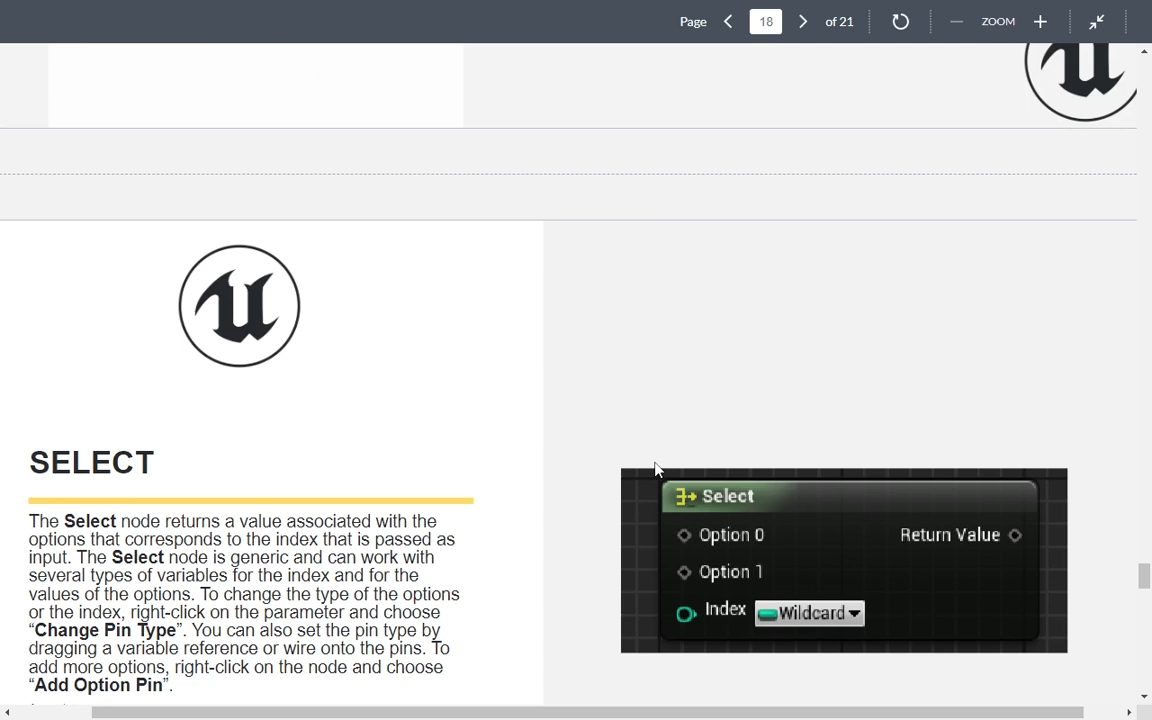 Page 18 of 21 ZOOM
SELECT
The Select node returns a value associated with the
options that corresponds to the index that is passed as
input. The Select node is generic and can work with
several types of variables for the index and for the
values of the options. To change the type of the options
or the index, right-click on the parameter and choose
“Change Pin Type”. You can also set the pin type by
dragging a variable reference or wire onto the pins. To
add more options, right-click on the node and choose
“Add Option Pin”.
Select
Option 0 Return Value
Option 1
Index Wildcard